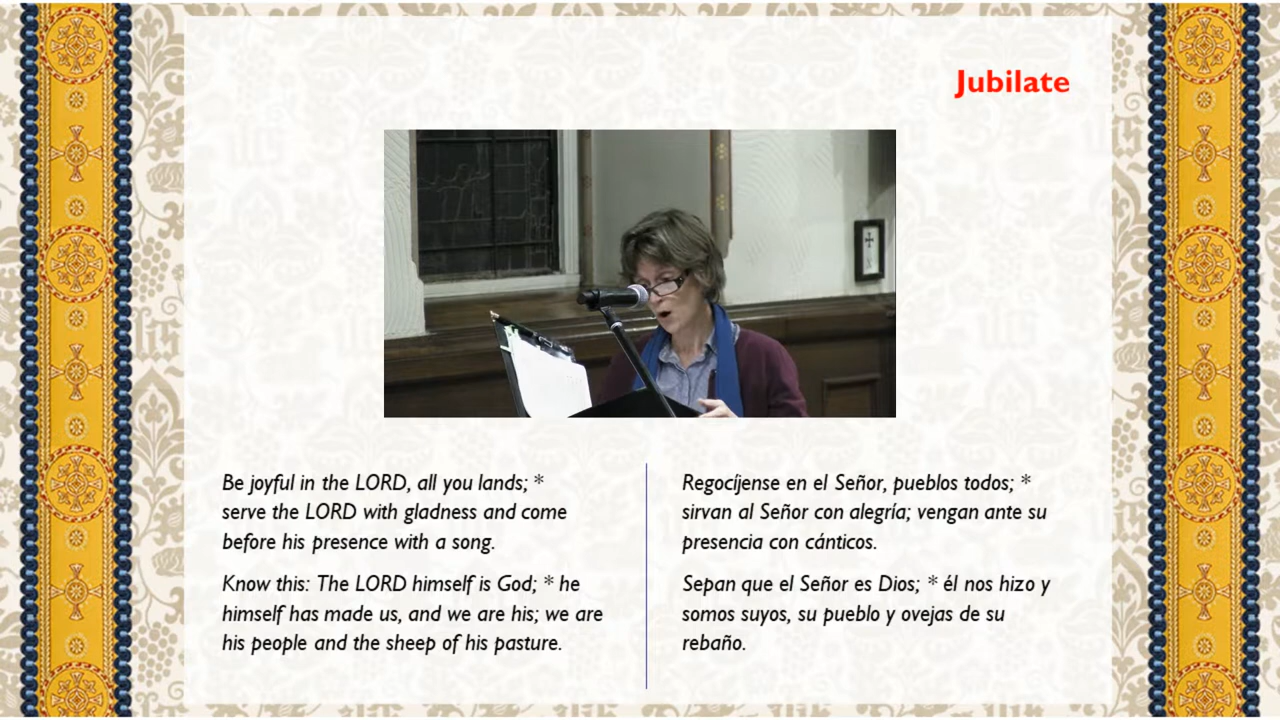 Jubilate
Be joyful in the LORD, all you lands; *
serve the LORD with gladness and come
before his presence with a song.
Know this: The LORD himself is God; * he
himself has made us, and we are his; we are
his people and the sheep of his pasture.
Regocíjense en el Señor, pueblos todos; *
sirvan al Señor con alegría; vengan ante su
presencia con cánticos.
Sepan que el Señor es Dios; * él nos hizo y
somos suyos, su pueblo y ovejas de su
rebaño.